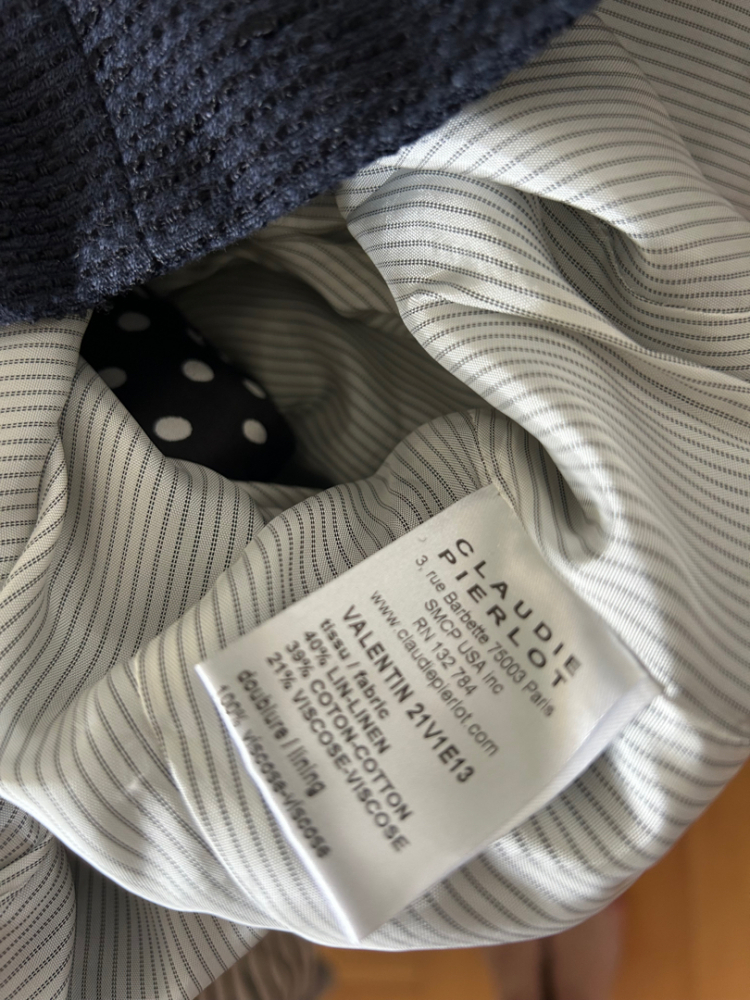 CLAUDIE
PIERLOT
3, rue Barbette 75003 Paris
SMCP USA Inc
RN 132 784
www.claudiepierlot.com
VALENTIN 21V1E13
tissu / fabric
40% LIN-LINEN
39% COTON-COTTON
21% VISCOSE-VISCOSE
doublure / lining
100% viscose-viscose